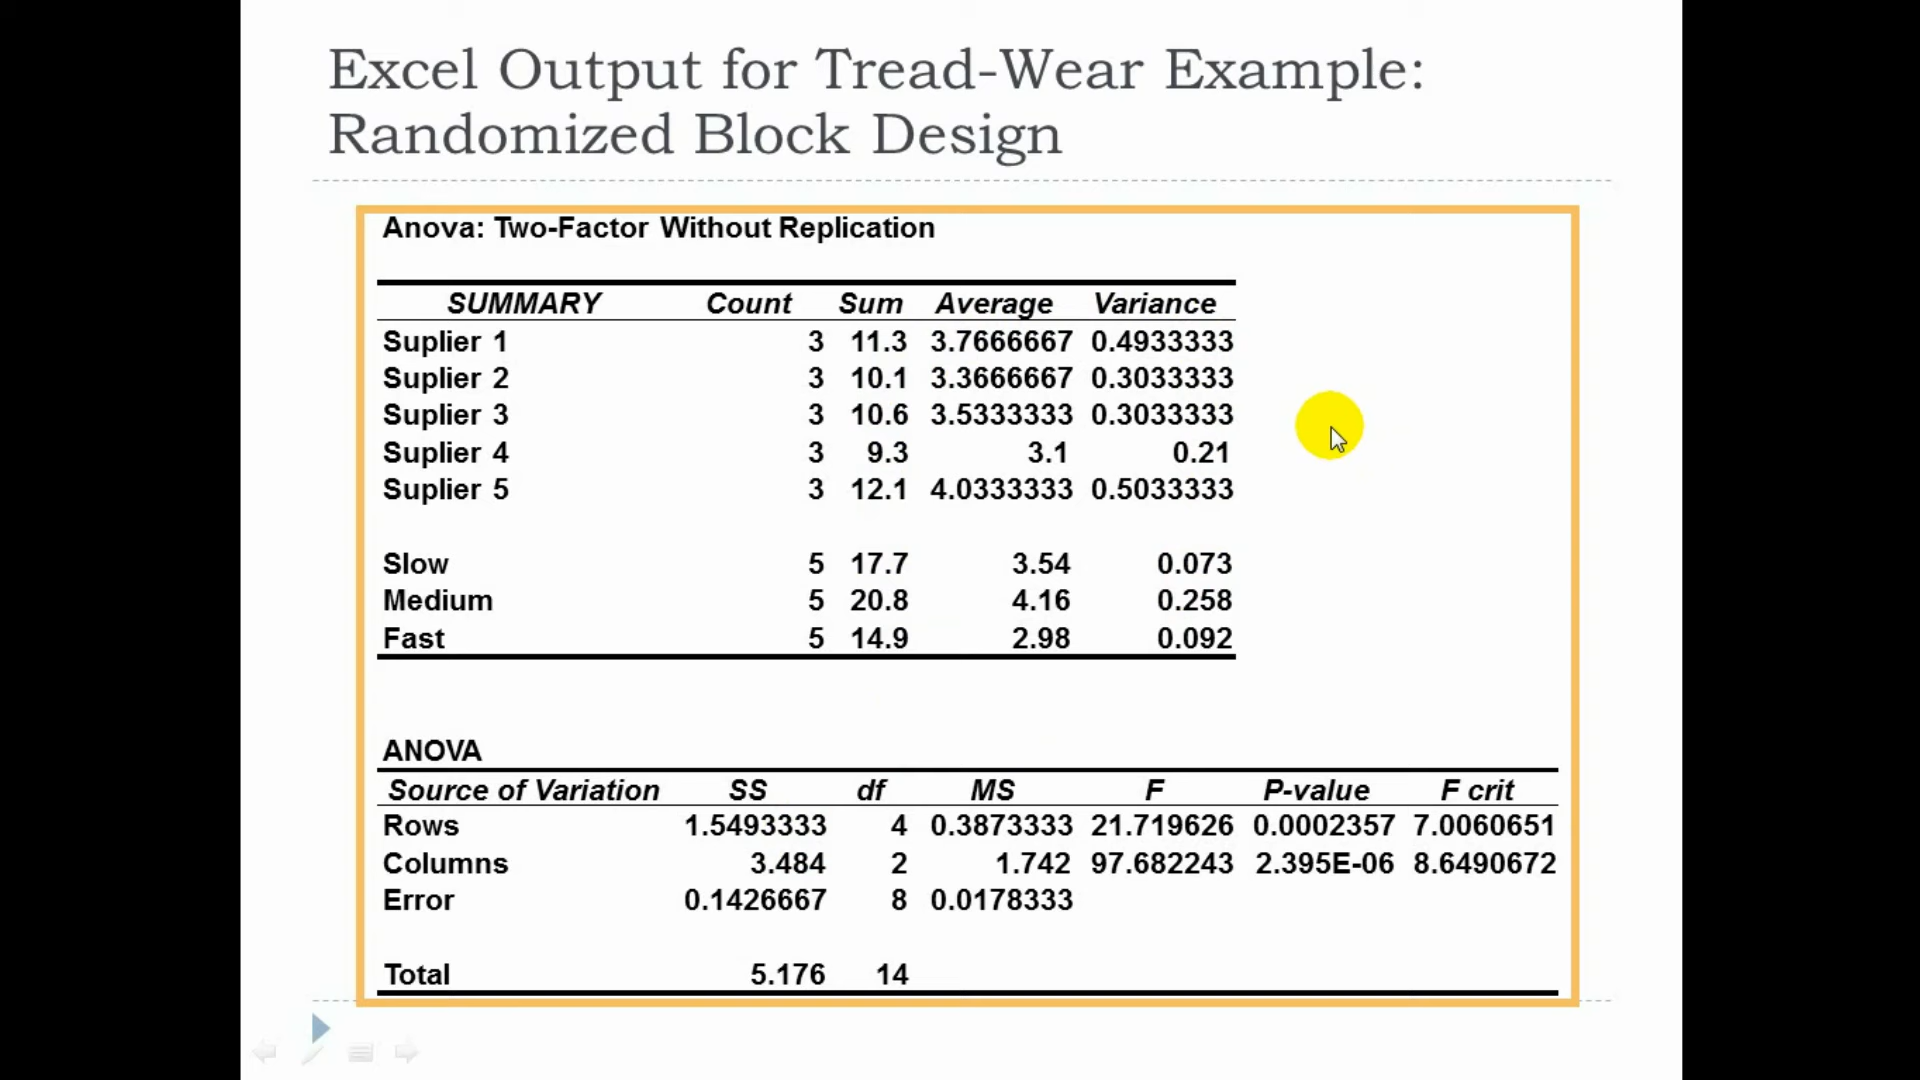 Excel Output for Tread-Wear Example:
Randomized Block Design
Anova: Two-Factor Without Replication
SUMMARY Count Sum Average Variance
Suplier 1 3 11.3 3.7666667 0.4933333
Suplier 2 3 10.1 3.3666667 0.3033333
Suplier 3 3 10.6 3.5333333 0.3033333
Suplier 4 3 9.3 3.1 0.21
Suplier 5 3 12.1 4.0333333 0.5033333
Slow 5 17.7 3.54 0.073
Medium 5 20.8 4.16 0.258
Fast 5 14.9 2.98 0.092
ANOVA
Source of Variation SS df MS F P-value F crit
Rows 1.5493333 4 0.3873333 21.719626 0.0002357 7.0060651
Columns 3.484 2 1.742 97.682243 2.395E-06 8.6490672
Error 0.1426667 8 0.0178333
Total 5.176 14